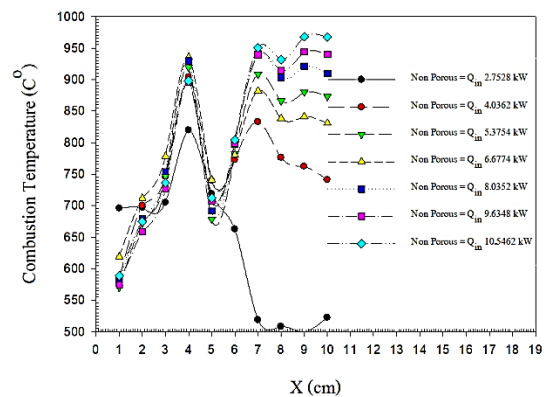 Combustion Temperature (C°)
1000
950
900
850
800
750
700
650
600
550
500
0 1 2 3 4 5 6 7 8 9 10 11 12 13 14 15 16 17 18 19
X (cm)
Non Porous = Qin 2.7528 kW
Non Porous = Qin 4.0362 kW
Non Porous = Qin 5.3754 kW
Non Porous = Qin 6.6774 kW
Non Porous = Qin 8.0352 kW
Non Porous = Qin 9.6348 kW
Non Porous = Qin 10.5462 kW